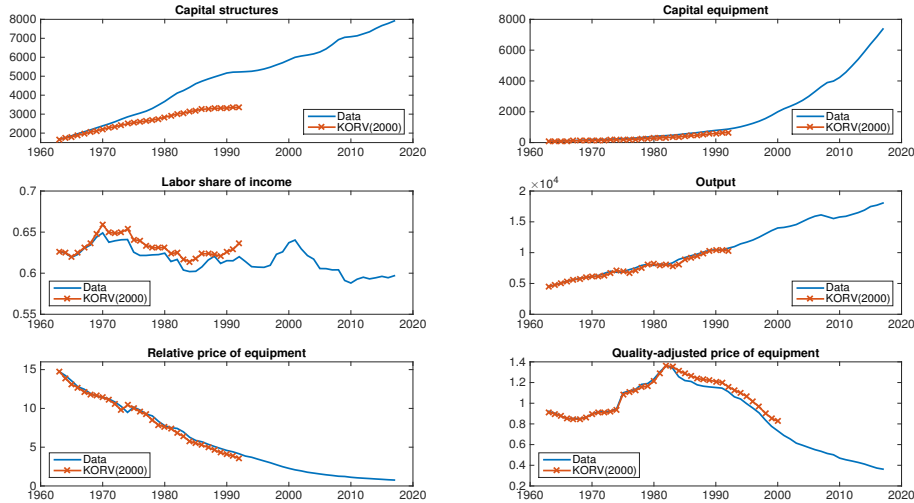 Capital structures
8000
7000
6000
5000
4000
3000
2000
1960 1970 1980 1990 2000 2010 2020
Data
KORV(2000)
Capital equipment
8000
6000
4000
2000
0
1960 1970 1980 1990 2000 2010 2020
Data
KORV(2000)
Labor share of income
0.7
0.65
0.6
0.55
1960 1970 1980 1990 2000 2010 2020
Data
KORV(2000)
Output
×10^4
2
1.5
1
0.5
0
1960 1970 1980 1990 2000 2010 2020
Data
KORV(2000)
Relative price of equipment
15
10
5
0
1960 1970 1980 1990 2000 2010 2020
Data
KORV(2000)
Quality-adjusted price of equipment
1.4
1.2
1
0.8
0.6
0.4
0.2
1960 1970 1980 1990 2000 2010 2020
Data
KORV(2000)